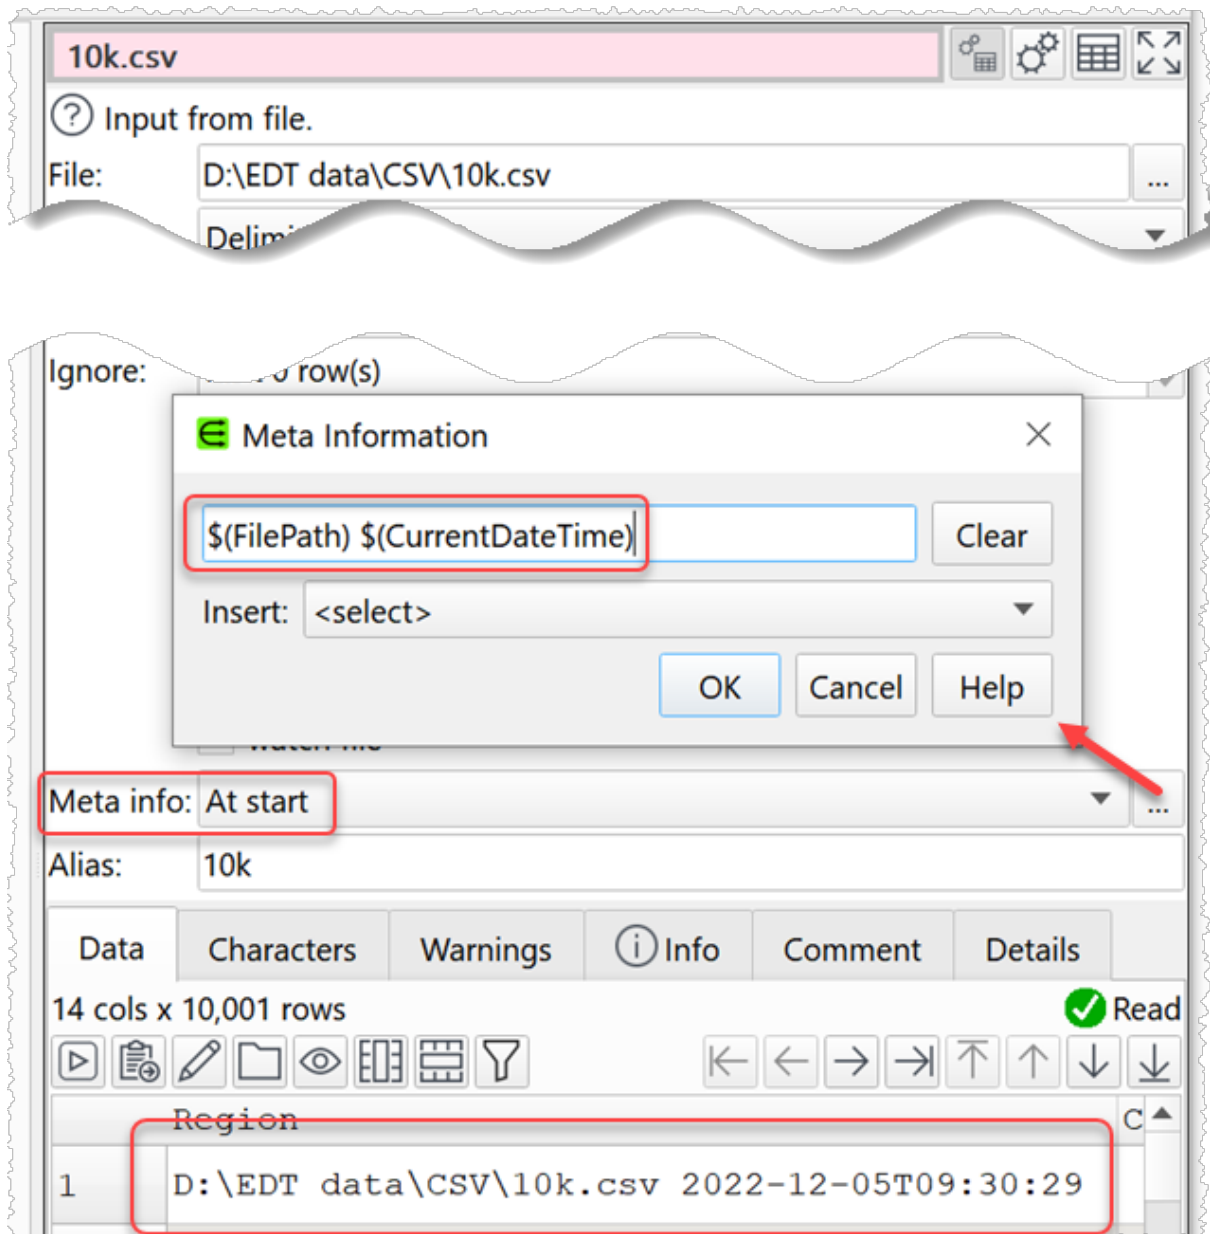 10k.csv
Input from file.
File: D:\EDT data\CSV\10k.csv ...
Ignore: row(s)
Meta Information
$(FilePath) $(CurrentDateTime) Clear
Insert: <select>
OK Cancel Help
Meta info: At start ...
Alias: 10k
Data Characters Warnings Info Comment Details
14 cols x 10,001 rows Read
Region C
1 D:\EDT data\CSV\10k.csv 2022-12-05T09:30:29